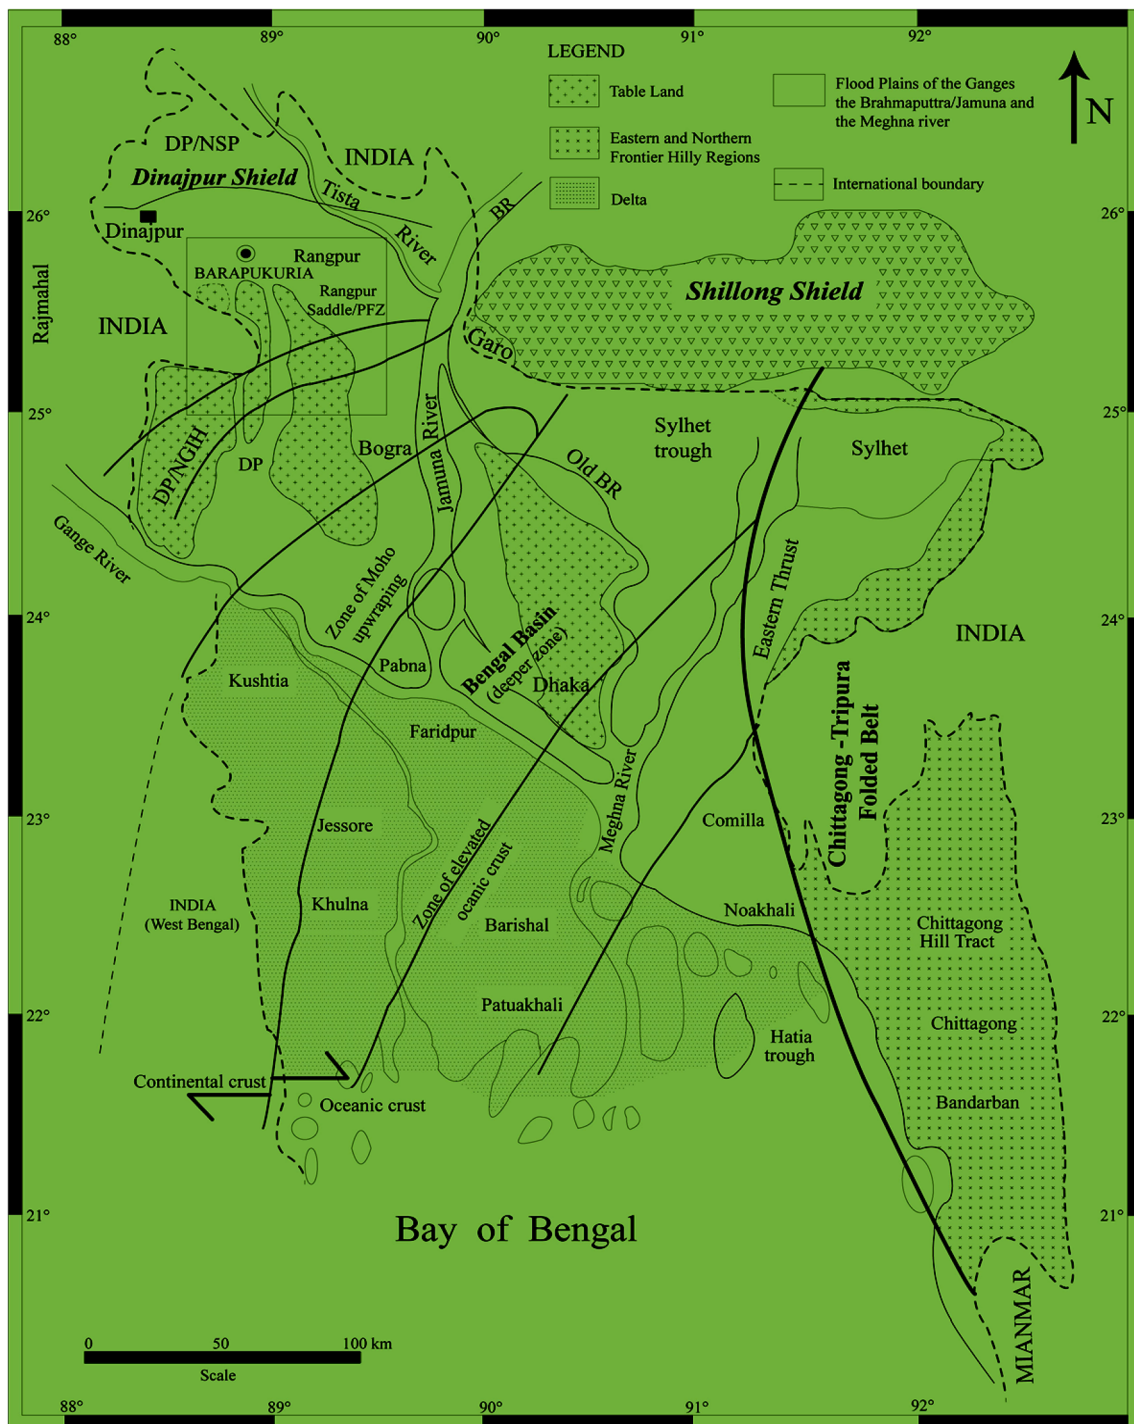 88°
89°
90°
91°
92°
LEGEND
Table Land
Eastern and Northern
Frontier Hilly Regions
Delta
Flood Plains of the Ganges
the Brahmaputtra/Jamuna and
the Meghna river
International boundary
N
DP/NSP
INDIA
Dinajpur Shield
Tista
River
BR
26°
26°
Dinajpur
Rangpur
BARAPUKURIA
Rangpur
Saddle/PFZ
Rajmahal
INDIA
Shillong Shield
Garo
25°
25°
Jamuna River
Sylhet
trough
Sylhet
Bogra
DP/NGIH
DP
Old BR
Gange River
Zone of Moho
upwraping
Eastern Thrust
24°
24°
INDIA
Bengal Basin
(deeper zone)
Pabna
Kushtia
Dhaka
Faridpur
Chittagong -Tripura
Folded Belt
Meghna River
23°
23°
Jessore
Comilla
Zone of elevated
ocanic crust
INDIA
(West Bengal)
Khulna
Barishal
Noakhali
Chittagong
Hill Tract
Patuakhali
22°
22°
Chittagong
Hatia
trough
Continental crust
Oceanic crust
Bandarban
21°
21°
Bay of Bengal
MIANMAR
0
50
100 km
Scale
88°
89°
90°
91°
92°